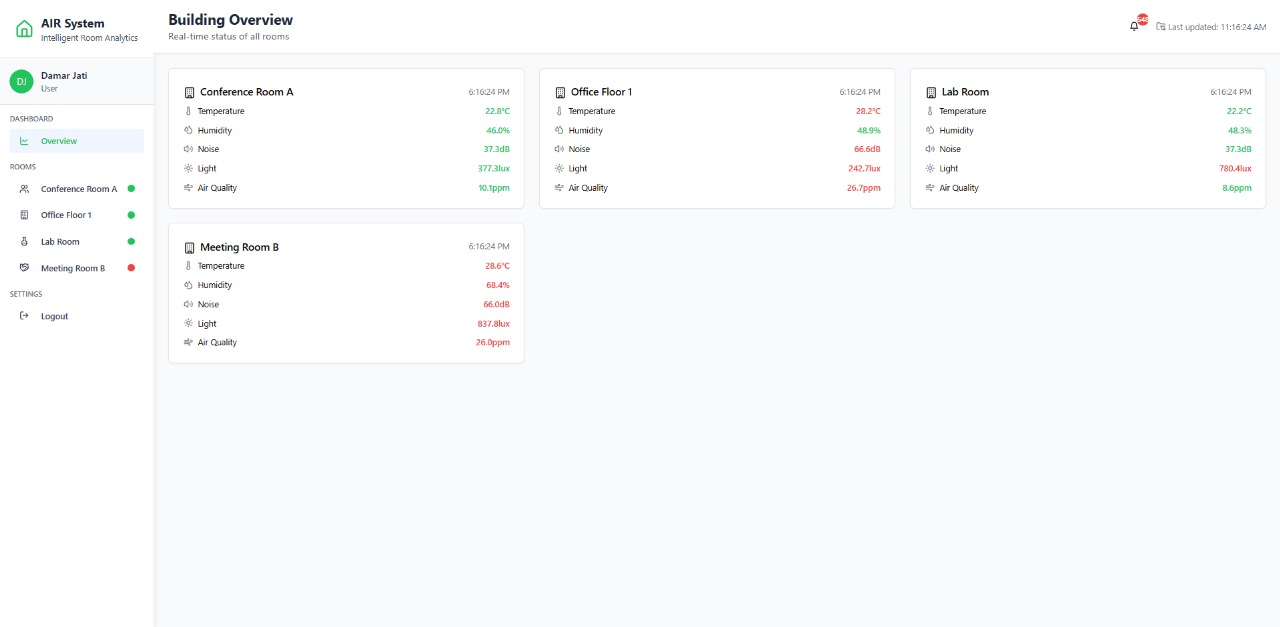 AIR System
Intelligent Room Analytics
DJ
Damar Jati
User
DASHBOARD
Overview
ROOMS
Conference Room A
Office Floor 1
Lab Room
Meeting Room B
SETTINGS
Logout
Building Overview
Real-time status of all rooms
648
Last updated: 11:16:24 AM
Conference Room A 6:16:24 PM
Temperature 22.8°C
Humidity 46.0%
Noise 37.3dB
Light 377.3lux
Air Quality 10.1ppm
Office Floor 1 6:16:24 PM
Temperature 28.2°C
Humidity 48.9%
Noise 66.6dB
Light 242.7lux
Air Quality 26.7ppm
Lab Room 6:16:24 PM
Temperature 22.2°C
Humidity 48.3%
Noise 37.3dB
Light 780.4lux
Air Quality 8.6ppm
Meeting Room B 6:16:24 PM
Temperature 28.6°C
Humidity 68.4%
Noise 66.0dB
Light 837.8lux
Air Quality 26.0ppm